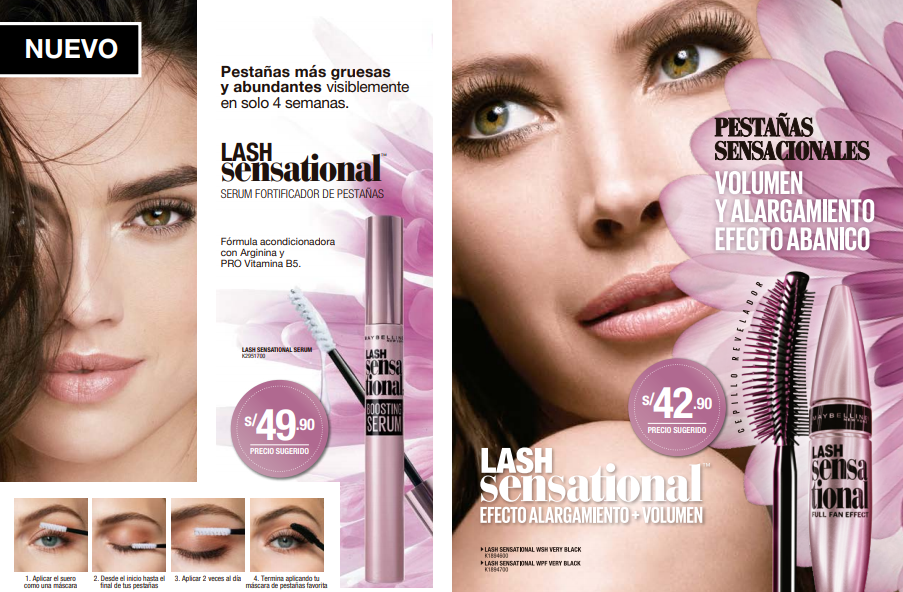 NUEVO
Pestañas más gruesas
y abundantes visiblemente
en solo 4 semanas.
LASH
sensational™
SERUM FORTIFICADOR DE PESTAÑAS
Fórmula acondicionadora
con Arginina y
PRO Vitamina B5.
LASH SENSATIONAL SERUM
K2951700
S/49.90
PRECIO SUGERIDO
MAYBELLINE
LASH
sensa
tional
BOOSTING
SERUM
1. Aplicar el suero
como una máscara
2. Desde el inicio hasta el
final de tus pestañas
3. Aplicar 2 veces al día
4. Termina aplicando tu
máscara de pestañas favorita
PESTAÑAS
SENSACIONALES
VOLUMEN
Y ALARGAMIENTO
EFECTO ABANICO
CEPILLO REVELADOR
S/42.90
PRECIO SUGERIDO
MAYBELLINE
LASH
sensa
tional
FULL FAN EFFECT
LASH
sensational™
EFECTO ALARGAMIENTO + VOLUMEN
LASH SENSATIONAL WSH VERY BLACK
K1894600
LASH SENSATIONAL WPF VERY BLACK
K1894700